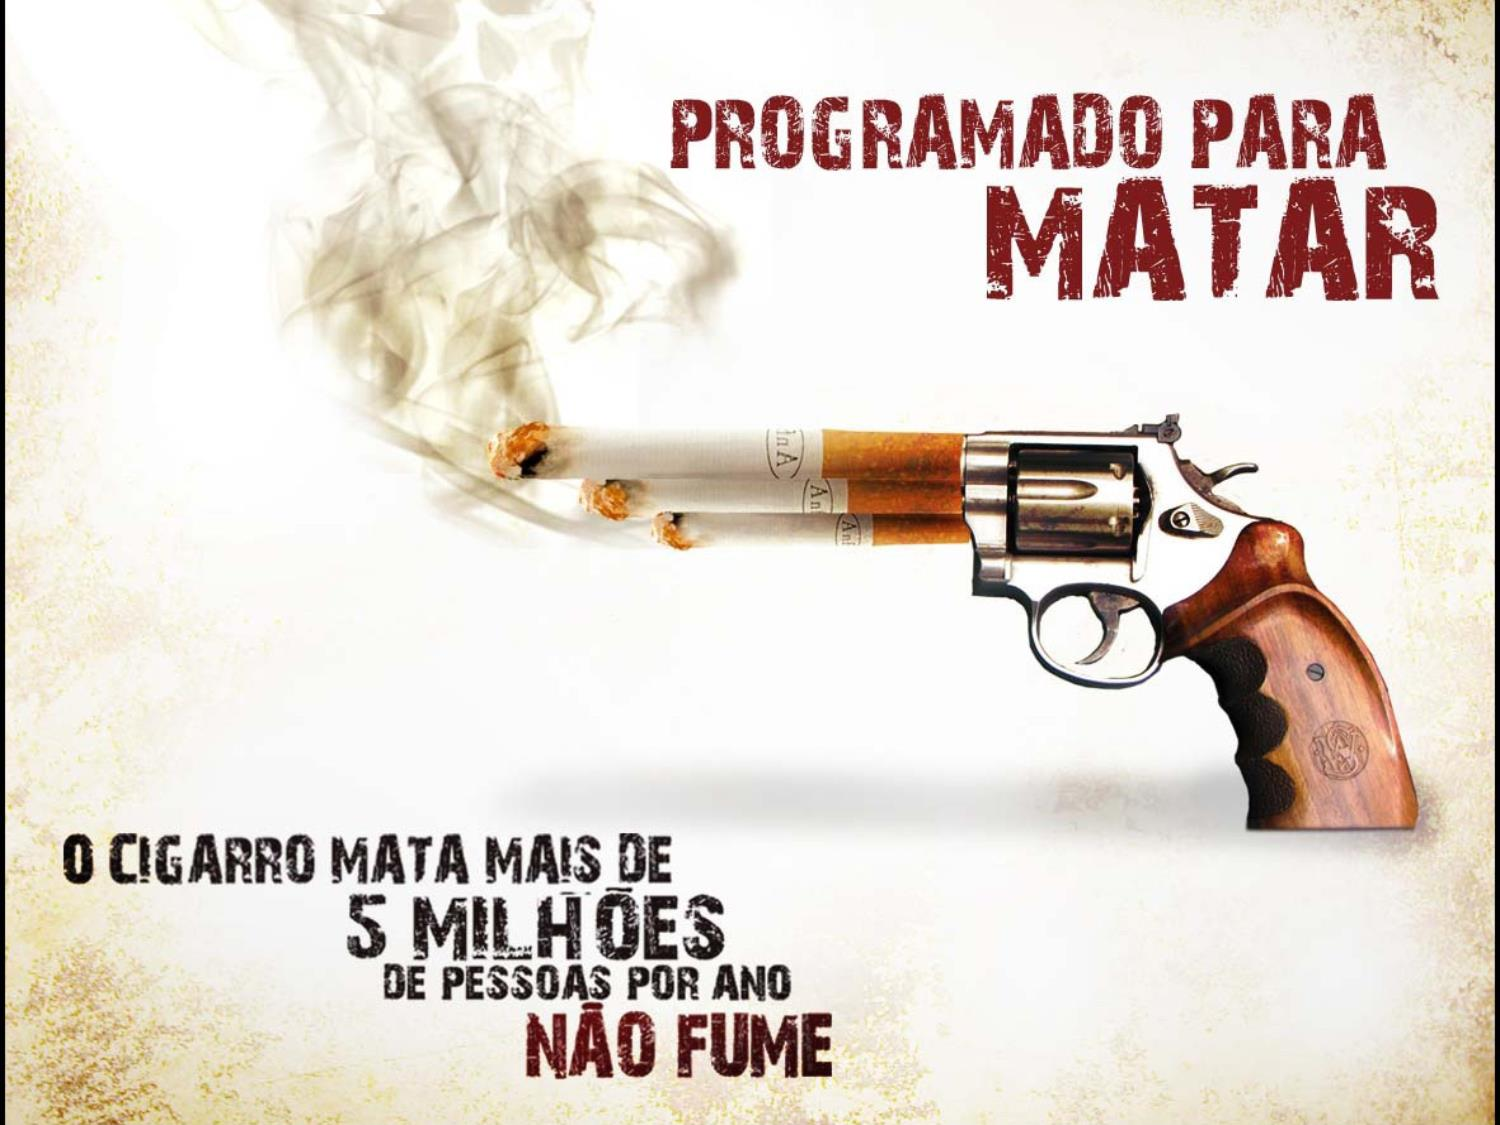 PROGRAMADO PARA
MATAR
O CIGARRO MATA MAIS DE
5 MILHÕES
DE PESSOAS POR ANO
NÃO FUME